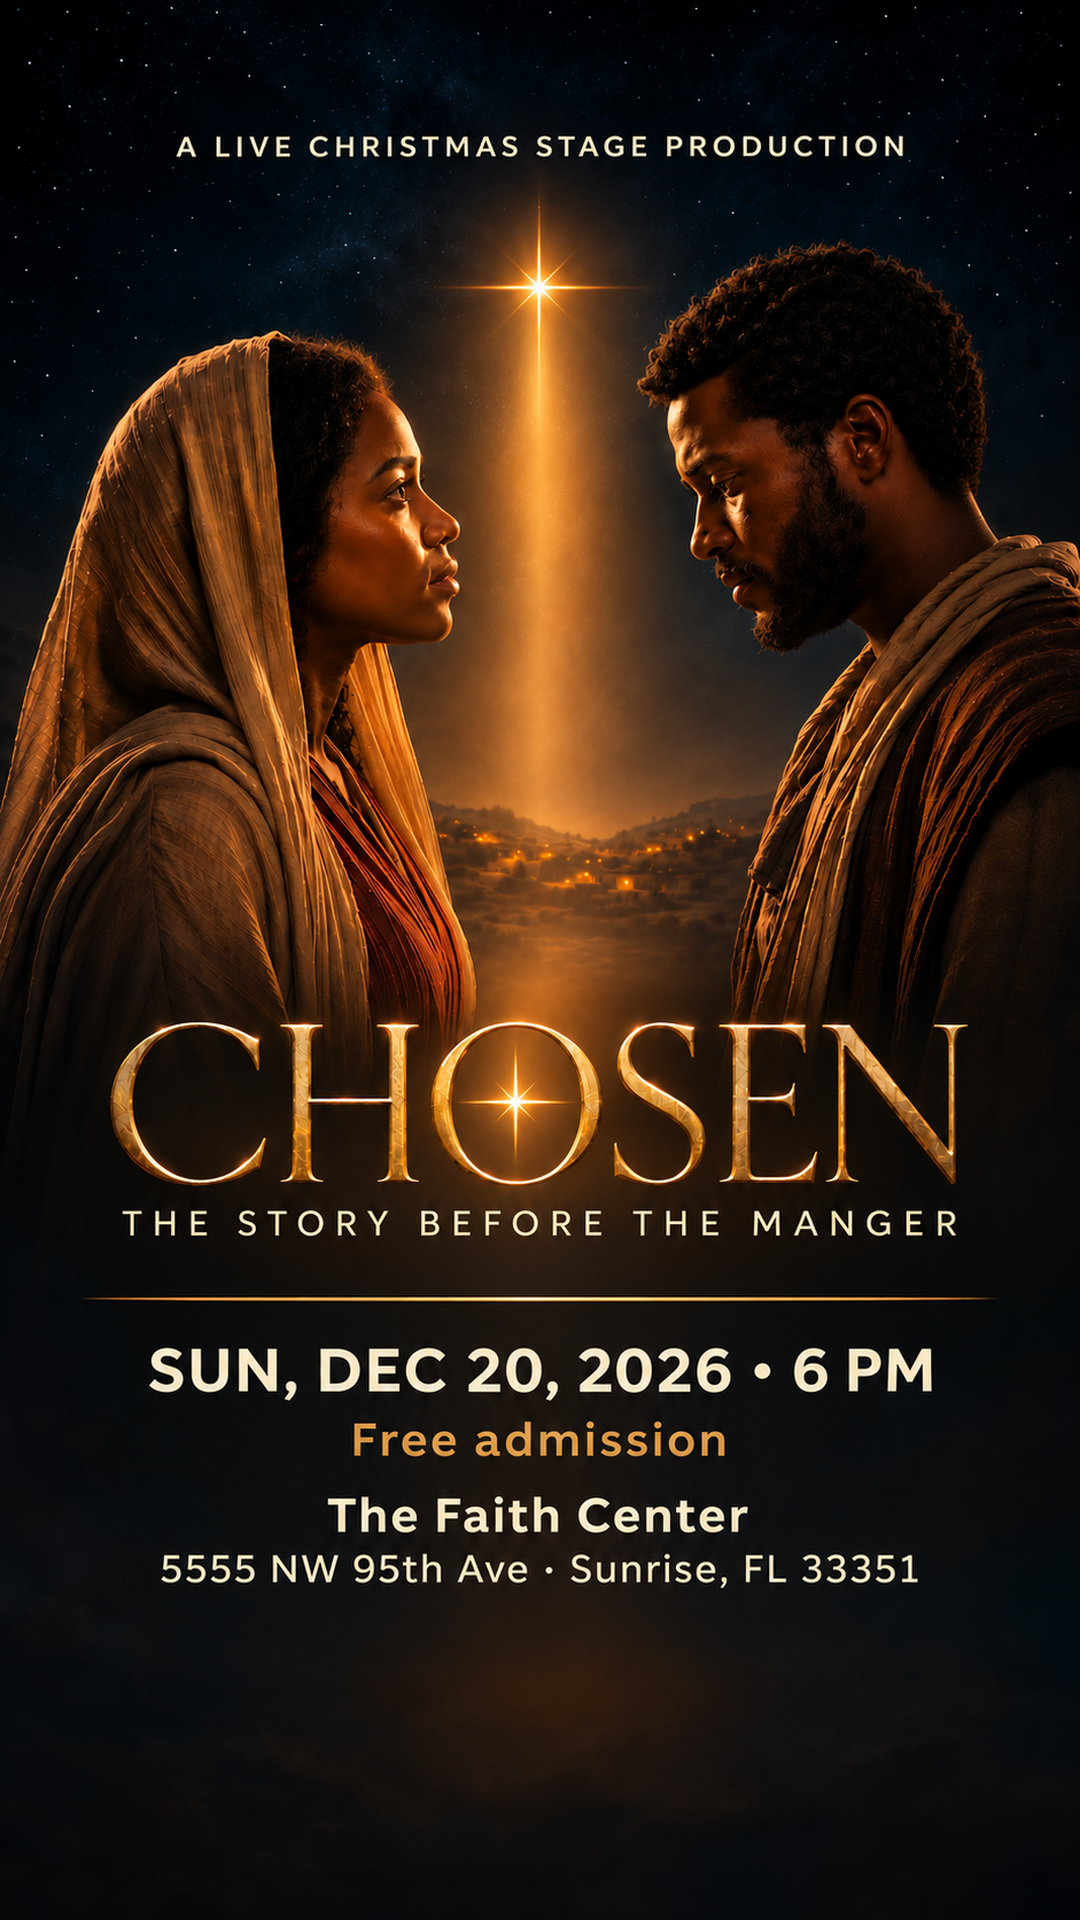 A LIVE CHRISTMAS STAGE PRODUCTION
CHOSEN
THE STORY BEFORE THE MANGER
SUN, DEC 20, 2026 • 6 PM
Free admission
The Faith Center
5555 NW 95th Ave · Sunrise, FL 33351